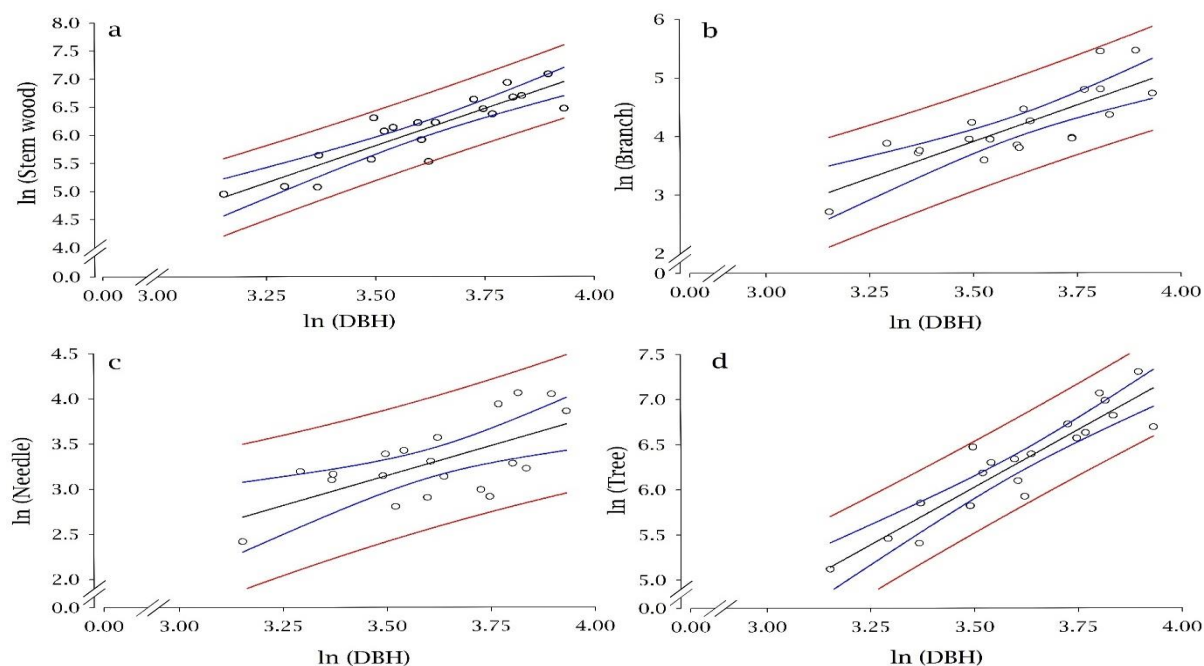 a
8.0
7.5
7.0
6.5
6.0
5.5
5.0
4.5
4.0
0.0
ln (Stem wood)
0.00 3.00 3.25 3.50 3.75 4.00
ln (DBH)
b
6
5
4
3
2
0
ln (Branch)
0.00 3.00 3.25 3.50 3.75 4.00
ln (DBH)
c
4.5
4.0
3.5
3.0
2.5
2.0
0.0
ln (Needle)
0.00 3.00 3.25 3.50 3.75 4.00
ln (DBH)
d
7.5
7.0
6.5
6.0
5.5
5.0
0.0
ln (Tree)
0.00 3.00 3.25 3.50 3.75 4.00
ln (DBH)